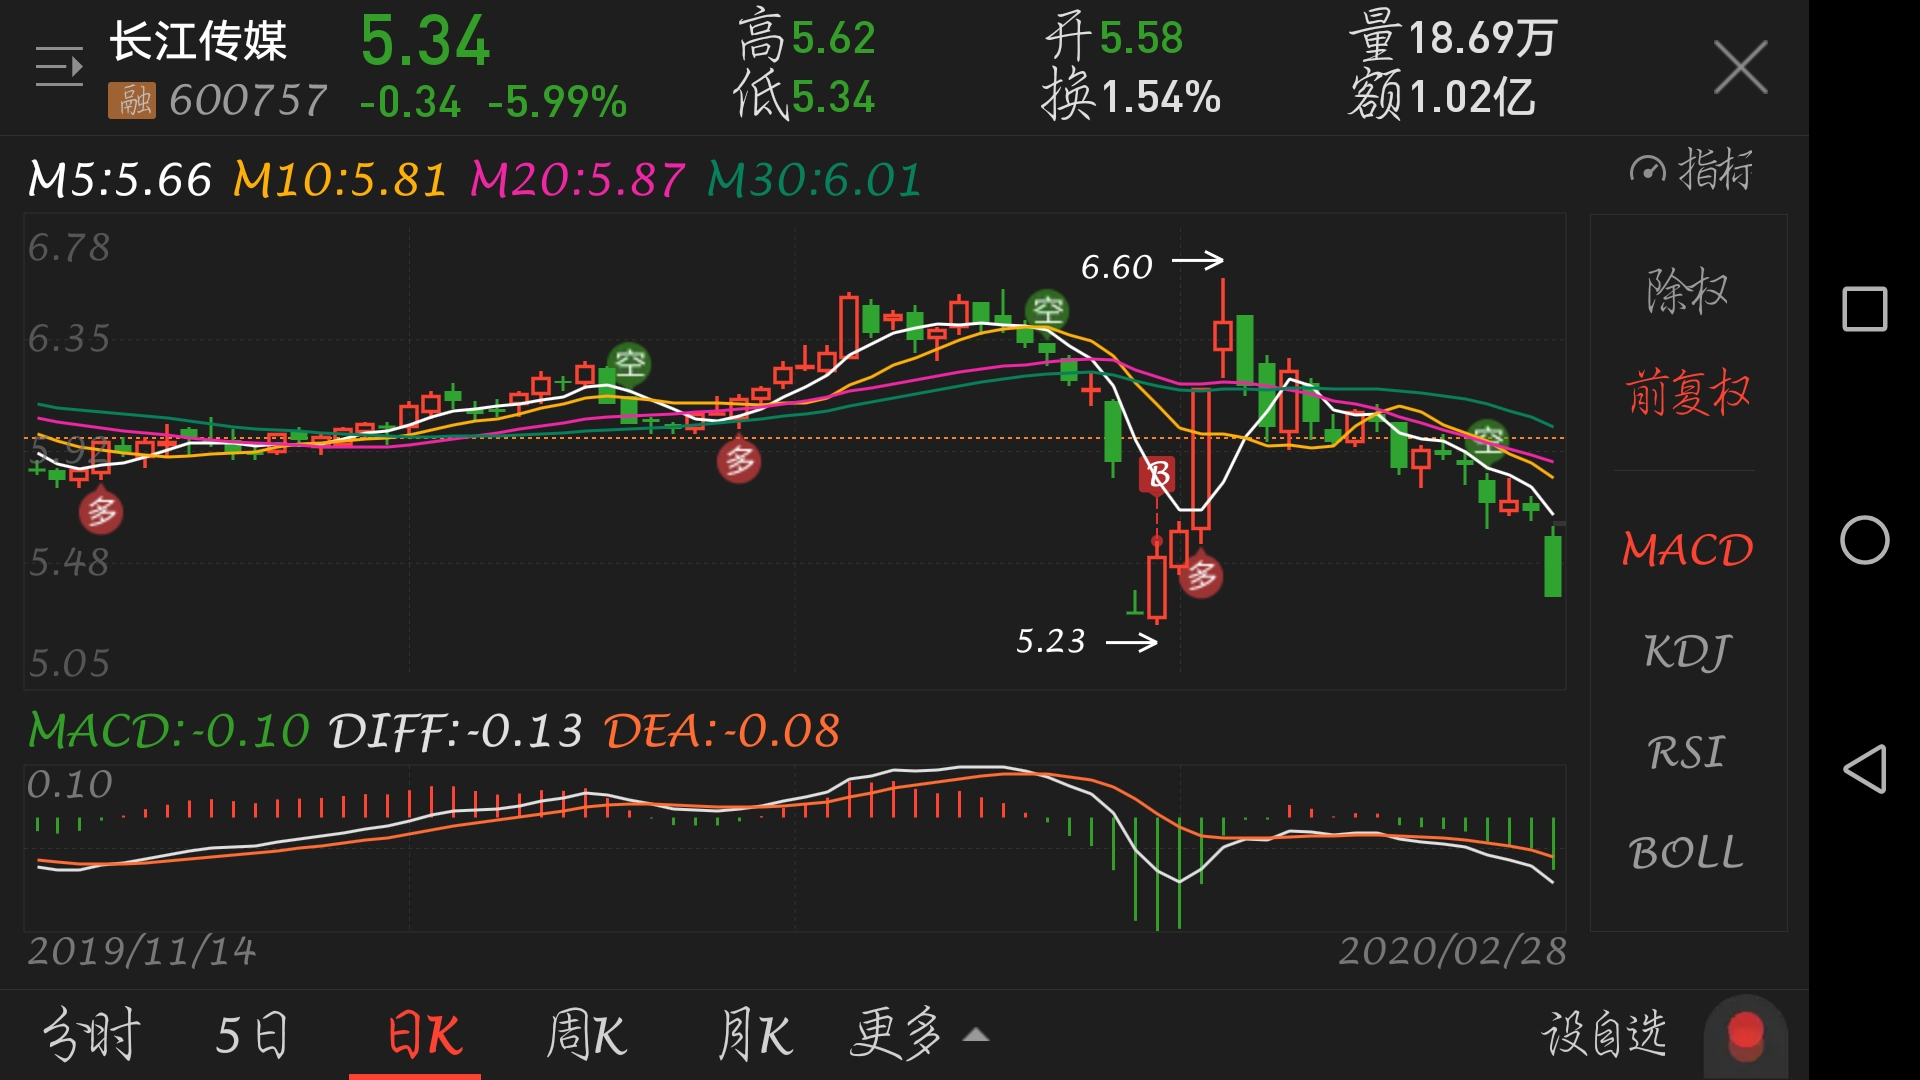 长江传媒 5.34 高5.62 开5.58 量18.69万
融 600757 -0.34 -5.99% 低5.34 换1.54% 额1.02亿
M5:5.66 M10:5.81 M20:5.87 M30:6.01
指标
6.78
6.60
空
空
除权
6.35
前复权
5.92
空
多
B
多
MACD
5.48
多
5.23
5.05
KDJ
MACD:-0.10 DIFF:-0.13 DEA:-0.08
RSI
0.10
BOLL
2019/11/14 2020/02/28
分时 5日 日K 周K 月K 更多 设自选